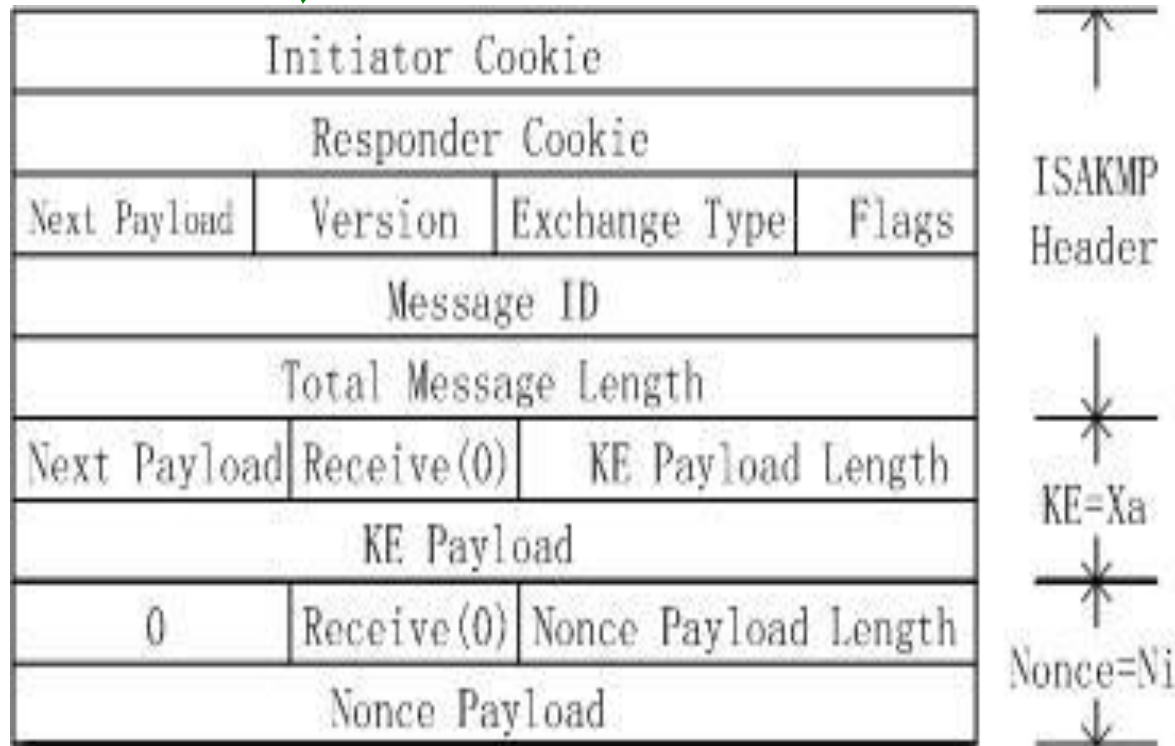 Initiator Cookie
Responder Cookie
Next Payload Version Exchange Type Flags
Message ID
Total Message Length
Next Payload Receive(0) KE Payload Length
KE Payload
0 Receive(0) Nonce Payload Length
Nonce Payload
ISAKMP
Header
KE=Xa
Nonce=Ni